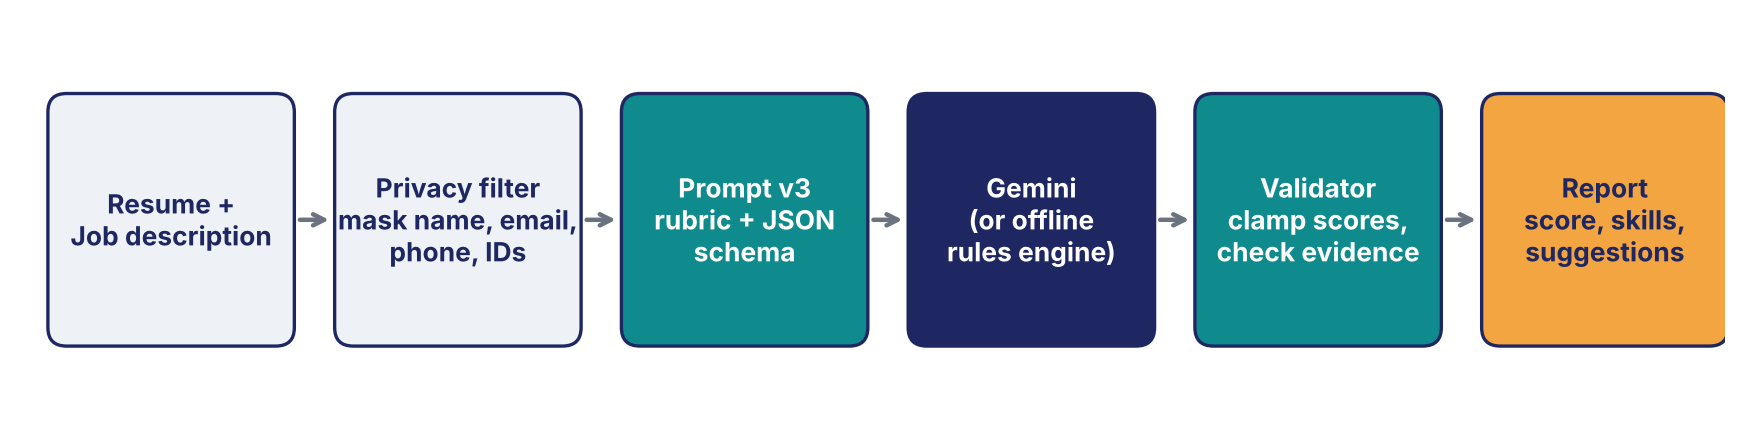 Resume +
Job description
Privacy filter
mask name, email,
phone, IDs
Prompt v3
rubric + JSON
schema
Gemini
(or offline
rules engine)
Validator
clamp scores,
check evidence
Report
score, skills,
suggestions